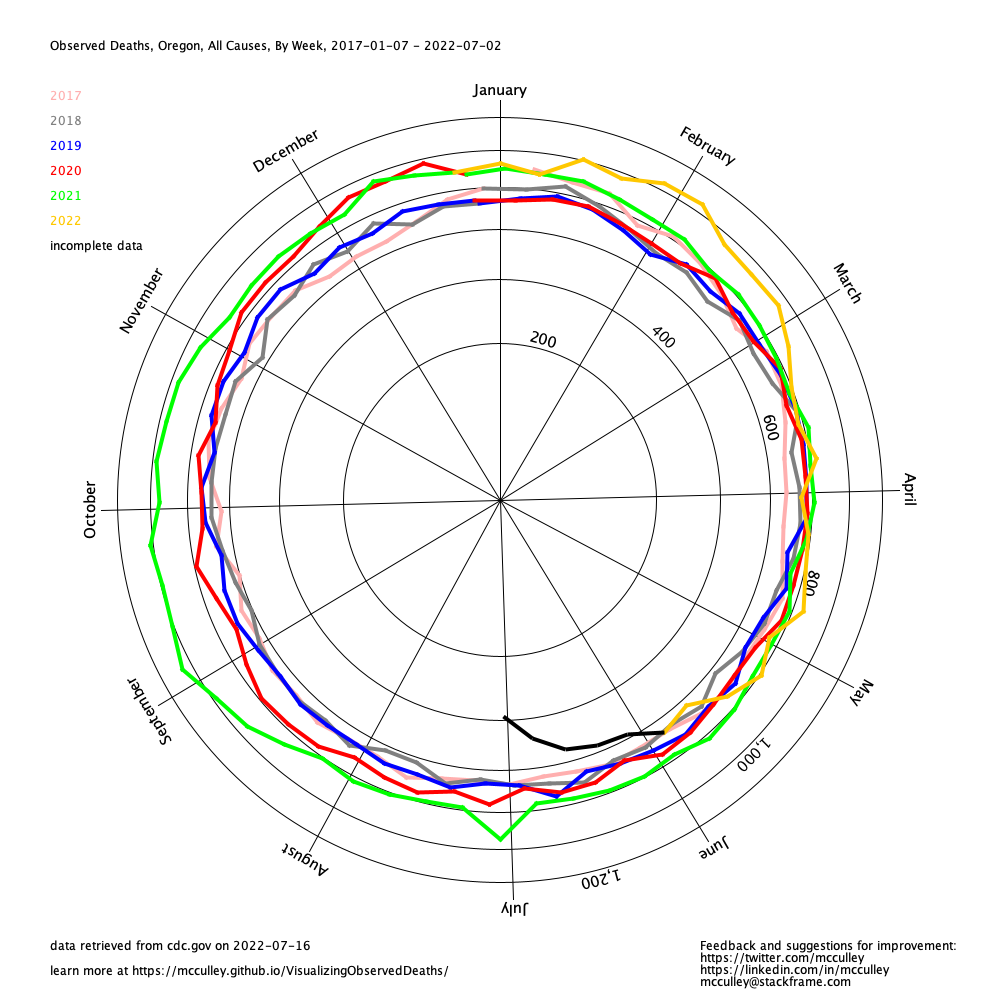 Observed Deaths, Oregon, All Causes, By Week, 2017-01-07 - 2022-07-02
January
2017
2018
2019
2020
2021
2022
incomplete data
December
February
November
March
200
400
600
October
April
800
September
May
1,000
August
June
1,200
July
data retrieved from cdc.gov on 2022-07-16
learn more at https://mcculley.github.io/VisualizingObservedDeaths/
Feedback and suggestions for improvement:
https://twitter.com/mcculley
https://linkedin.com/in/mcculley
mcculley@stackframe.com